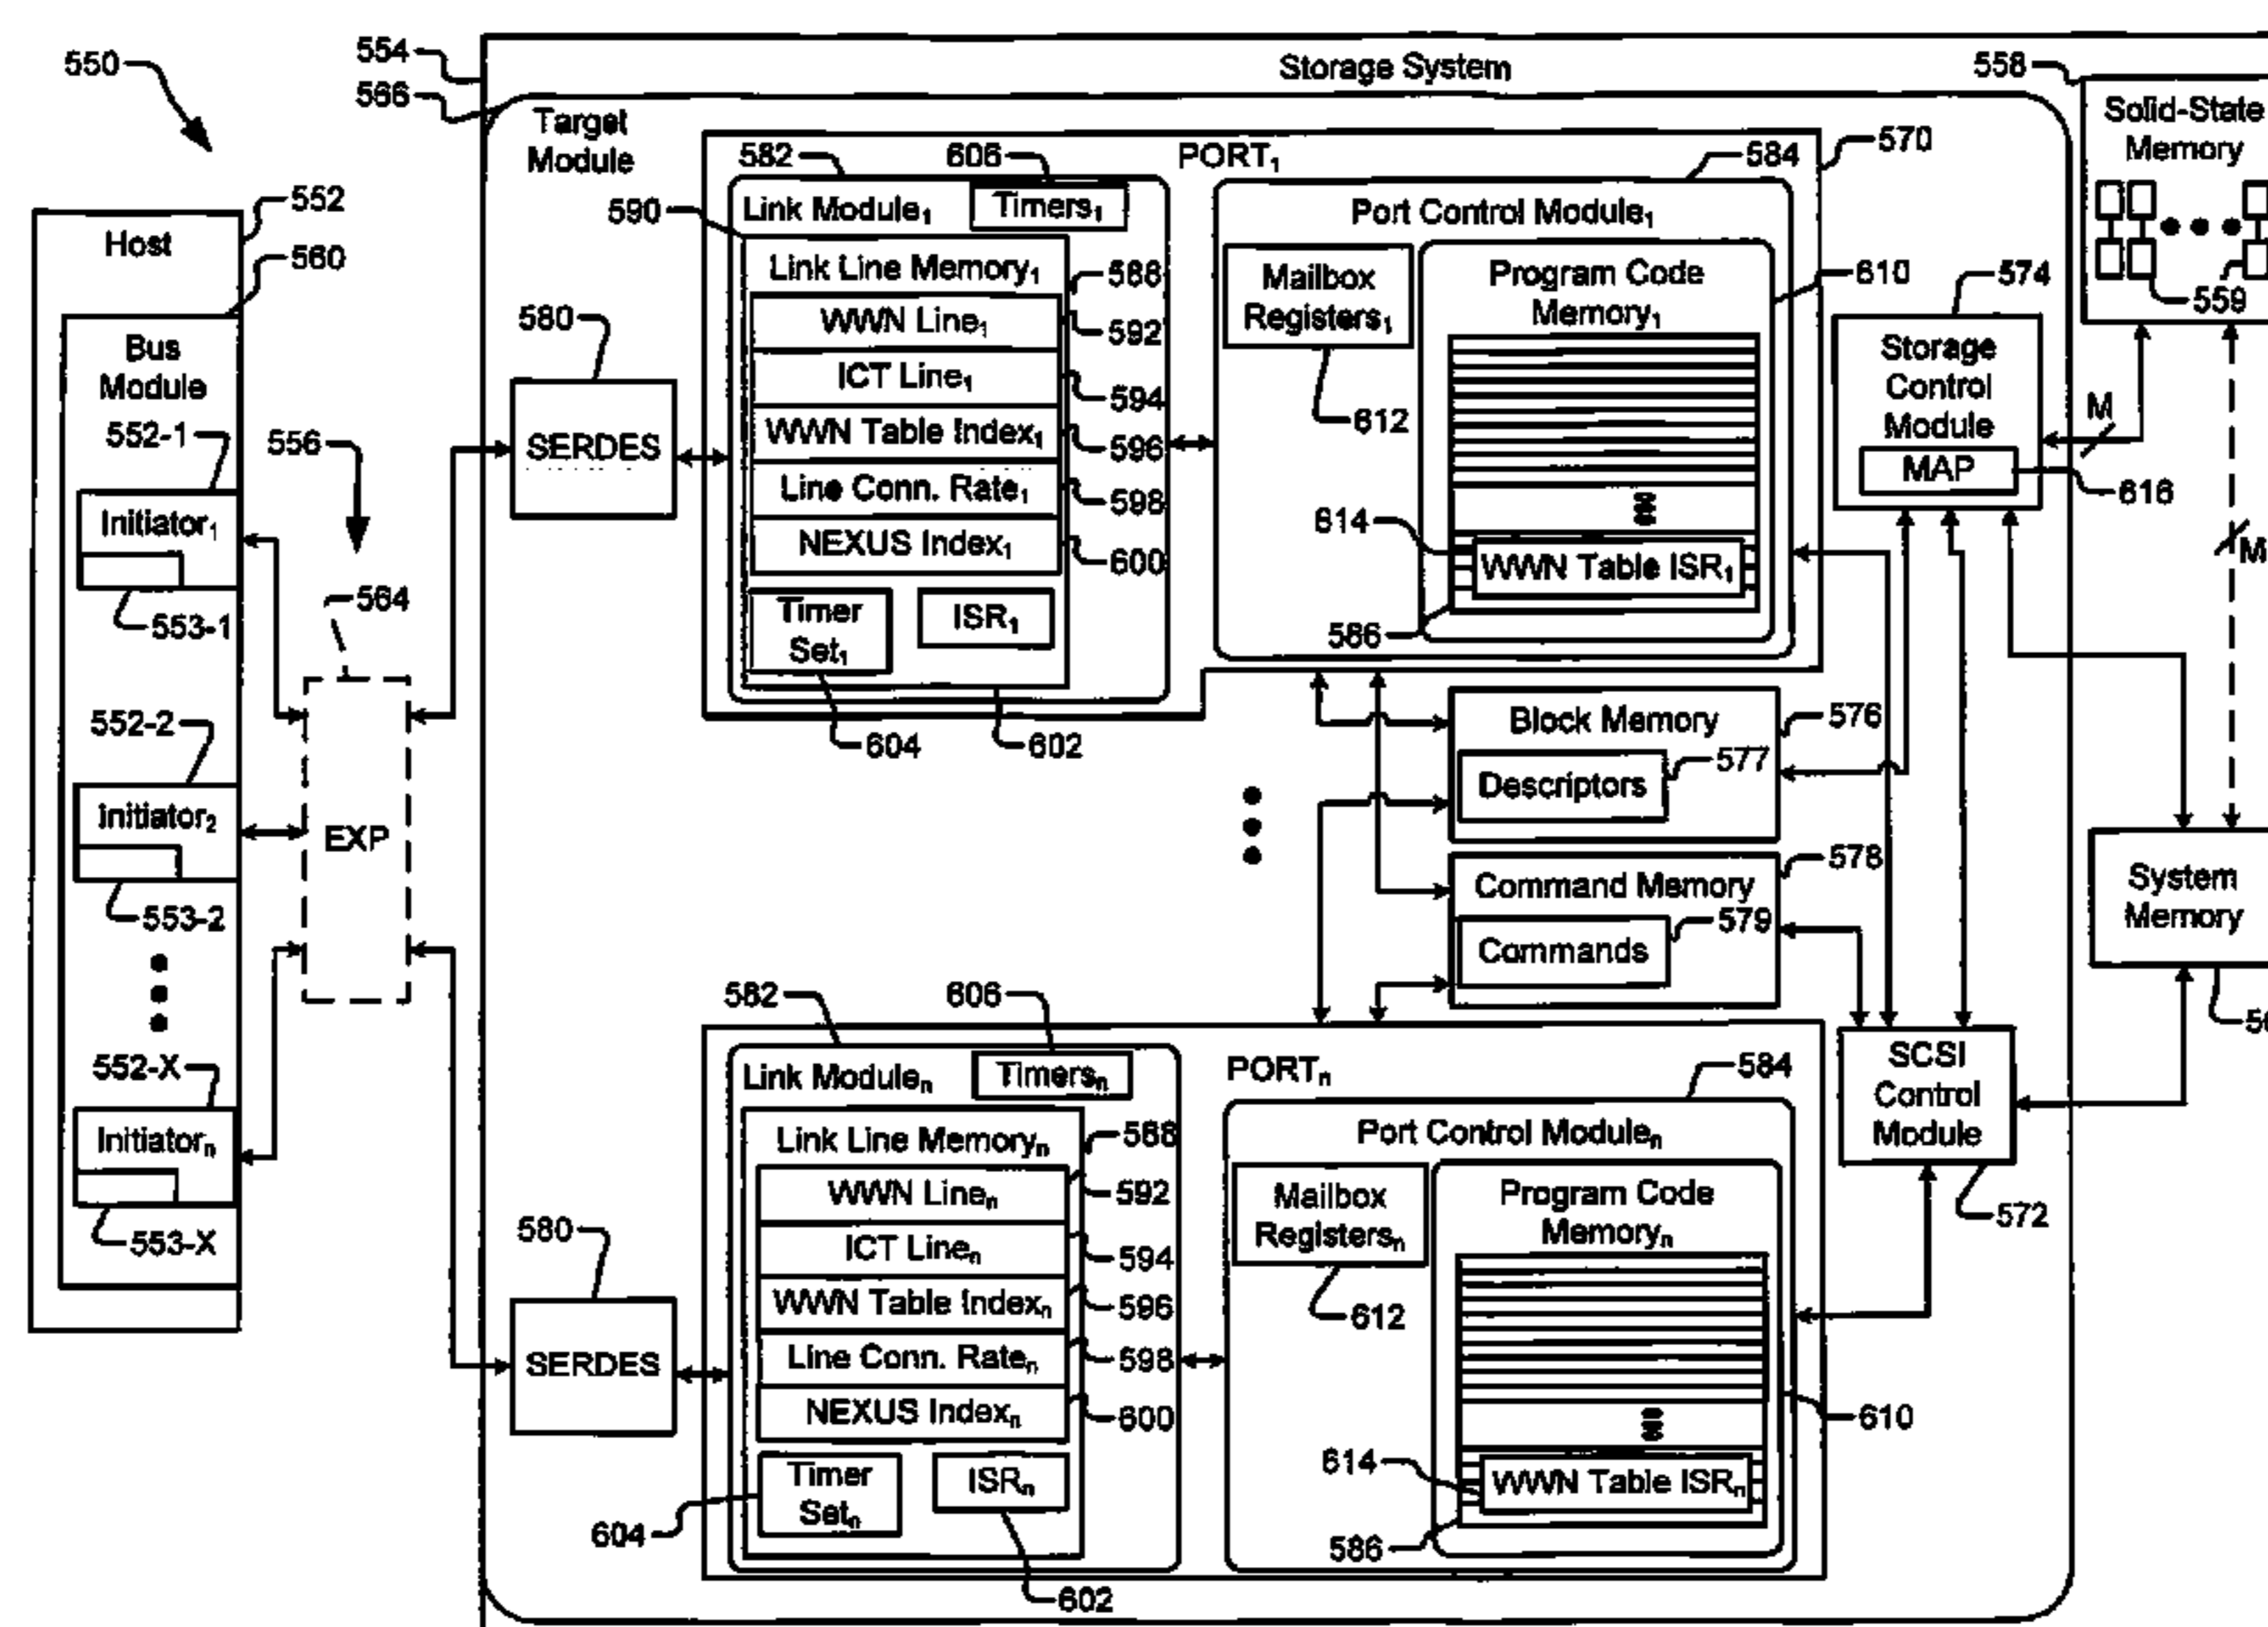 550
554
566
Storage System
558
Target
Module
Solid-State
Memory
559
552
Host
560
Bus
Module
552-1
Initiator₁
553-1
552-2
Initiator₂
553-2
552-X
Initiatorₙ
553-X
556
564
EXP
580
SERDES
570
PORT₁
582
606
Link Module₁
Timers₁
590
Link Line Memory₁
588
WWN Line₁
592
ICT Line₁
594
WWN Table Index₁
596
Line Conn. Rate₁
598
NEXUS Index₁
600
Timer
Set₁
ISR₁
604
602
584
Port Control Module₁
Mailbox
Registers₁
612
Program Code
Memory₁
610
614
WWN Table ISR₁
586
574
Storage
Control
Module
MAP
616
M
M
Block Memory
576
Descriptors
577
Command Memory
578
Commands
579
System
Memory
SCSI
Control
Module
572
580
SERDES
PORTₙ
582
606
Link Moduleₙ
Timersₙ
Link Line Memoryₙ
588
WWN Lineₙ
592
ICT Lineₙ
594
WWN Table Indexₙ
596
Line Conn. Rateₙ
598
NEXUS Indexₙ
600
Timer
Setₙ
ISRₙ
604
602
584
Port Control Moduleₙ
Mailbox
Registersₙ
612
Program Code
Memoryₙ
610
614
WWN Table ISRₙ
586